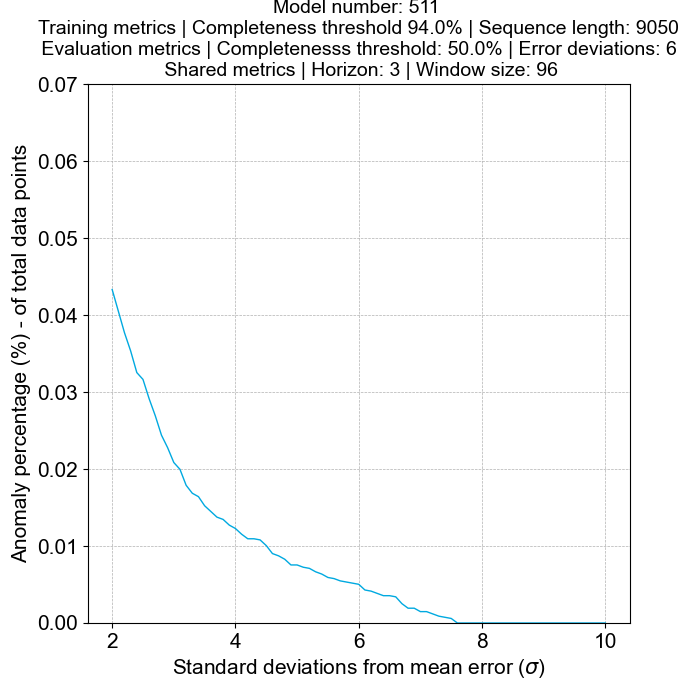 Model number: 511
Training metrics | Completeness threshold 94.0% | Sequence length: 9050
Evaluation metrics | Completenesss threshold: 50.0% | Error deviations: 6
Shared metrics | Horizon: 3 | Window size: 96
0.07
0.06
0.05
0.04
0.03
0.02
0.01
0.00
Anomaly percentage (%) - of total data points
2 4 6 8 10
Standard deviations from mean error (σ)